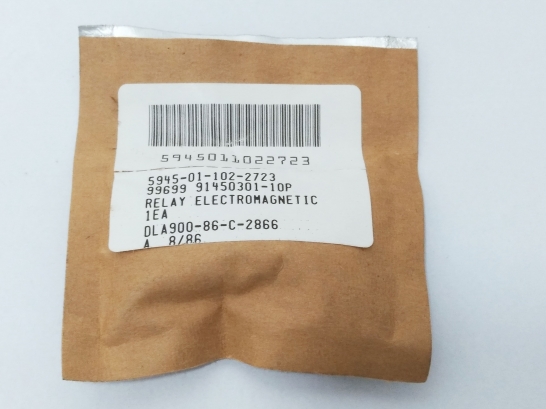 5945011022723
5945-01-102-2723
99699 91450301-10P
RELAY ELECTROMAGNETIC
1EA
DLA900-86-C-2866
A 8/86